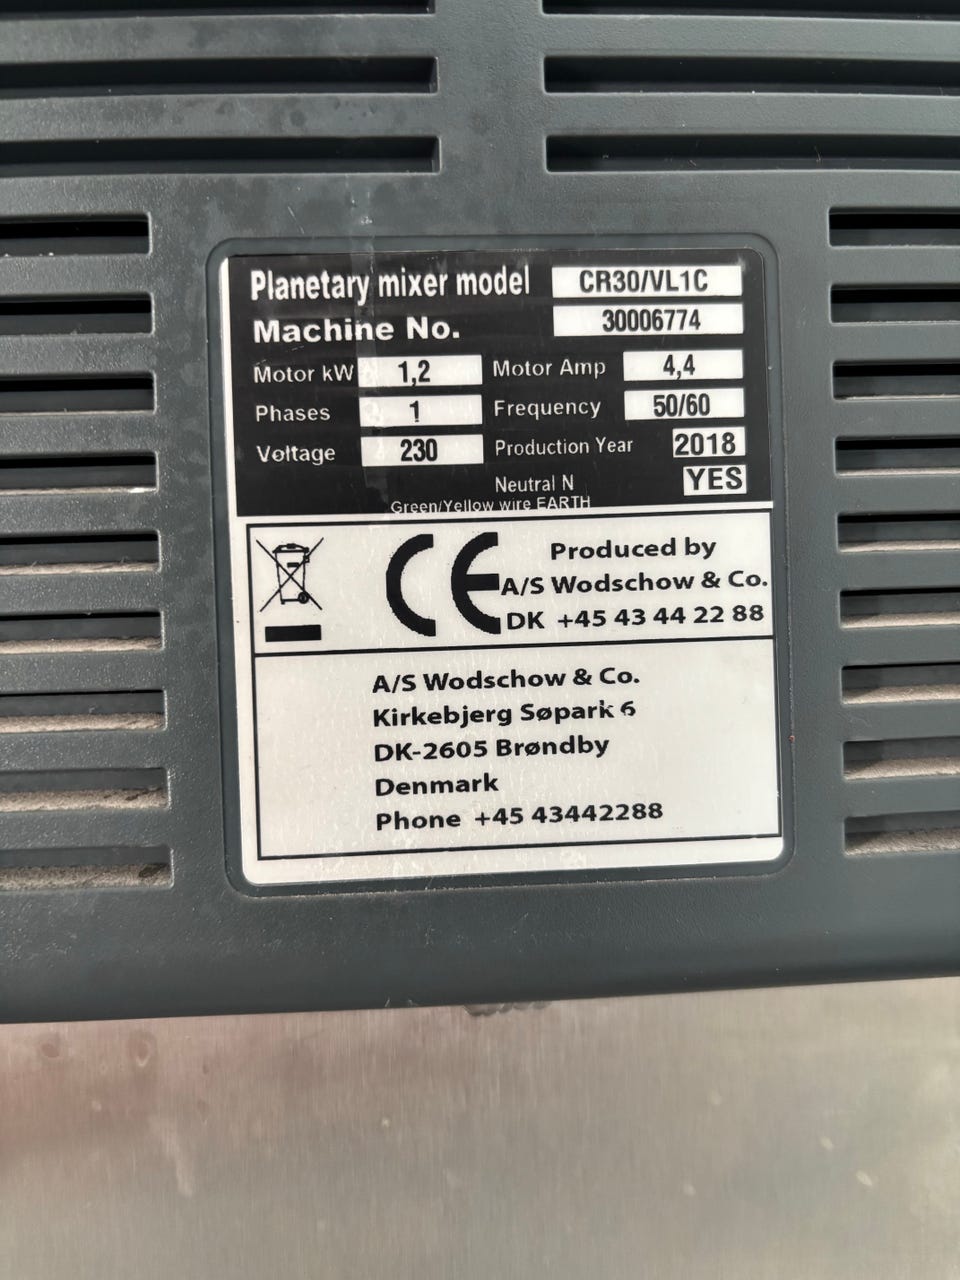 Planetary mixer model CR30/VL1C
Machine No. 30006774
Motor kW 1,2 Motor Amp 4,4
Phases 1 Frequency 50/60
Voltage 230 Production Year 2018
Neutral N YES
Green/Yellow wire EARTH
CE
Produced by
A/S Wodschow & Co.
DK +45 43 44 22 88
A/S Wodschow & Co.
Kirkebjerg Søpark 6
DK-2605 Brøndby
Denmark
Phone +45 43442288